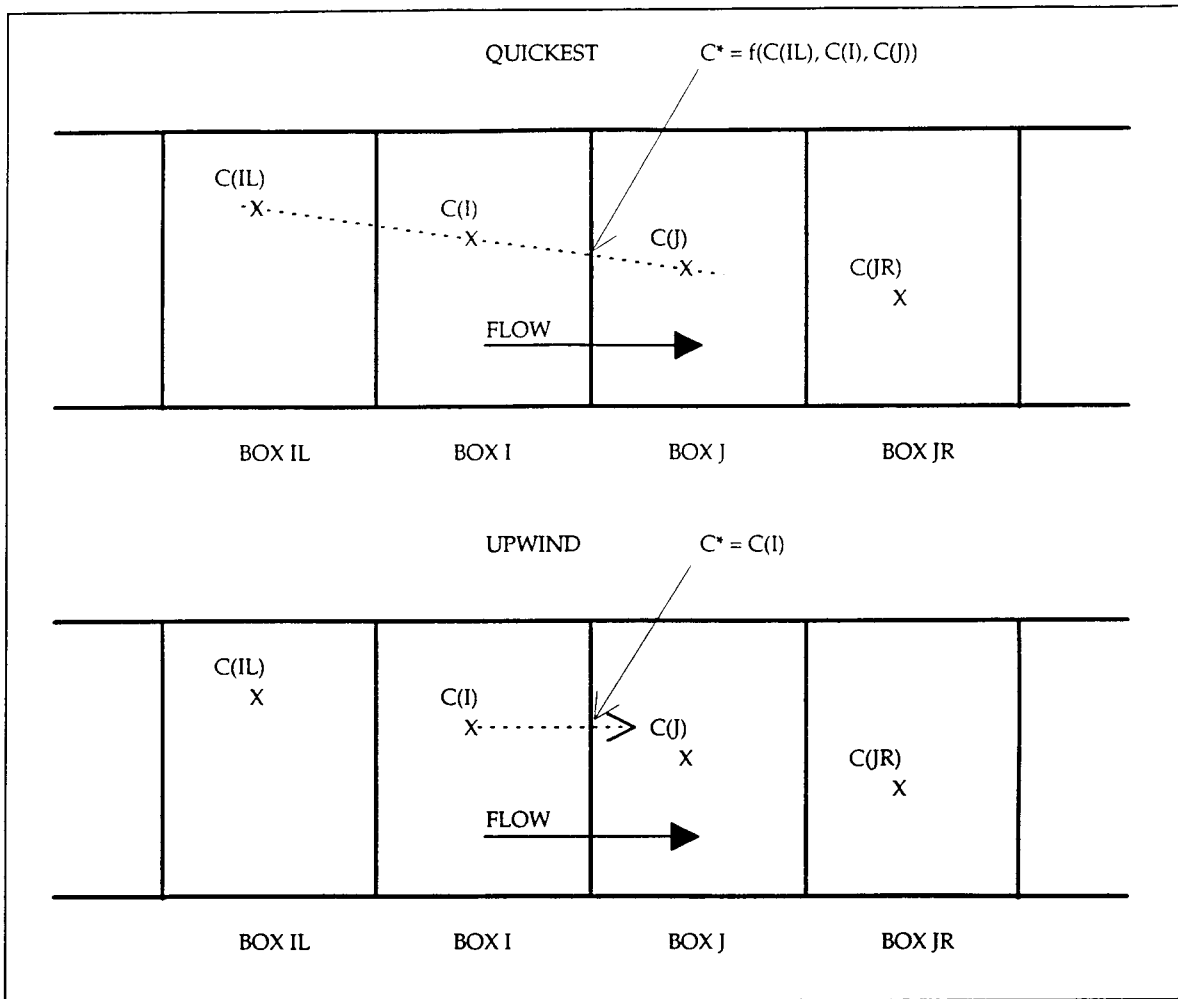 QUICKEST C* = f(C(IL), C(I), C(J))
C(IL)
X
C(I)
X
C(J)
X
C(JR)
X
FLOW
BOX IL BOX I BOX J BOX JR
UPWIND C* = C(I)
C(IL)
X
C(I)
X
C(J)
X
C(JR)
X
FLOW
BOX IL BOX I BOX J BOX JR